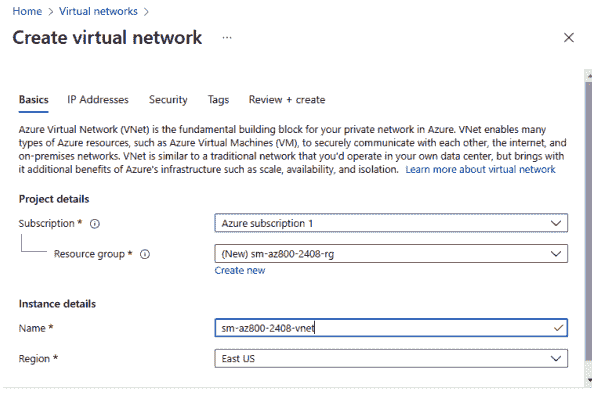 Home > Virtual networks >
Create virtual network ...
Basics IP Addresses Security Tags Review + create
Azure Virtual Network (VNet) is the fundamental building block for your private network in Azure. VNet enables many
types of Azure resources, such as Azure Virtual Machines (VM), to securely communicate with each other, the internet, and
on-premises networks. VNet is similar to a traditional network that you'd operate in your own data center, but brings with
it additional benefits of Azure's infrastructure such as scale, availability, and isolation. Learn more about virtual network
Project details
Subscription * Azure subscription 1
Resource group * (New) sm-az800-2408-rg
Create new
Instance details
Name * sm-az800-2408-vnet
Region * East US